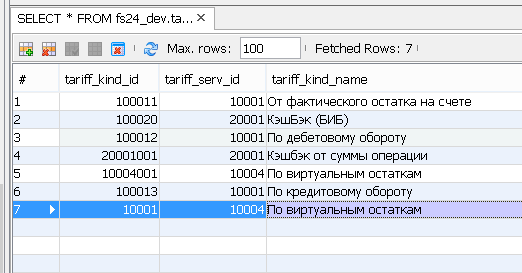 SELECT * FROM fs24_dev.ta...
Max. rows: 100 Fetched Rows: 7
# tariff_kind_id tariff_serv_id tariff_kind_name
1 100011 10001 От фактического остатка на счете
2 100020 20001 КэшБэк (БИБ)
3 100012 10001 По дебетовому обороту
4 20001001 20001 Кэшбэк от суммы операции
5 10004001 10004 По виртуальным остаткам
6 100013 10001 По кредитовому обороту
7 10001 10004 По виртуальным остаткам